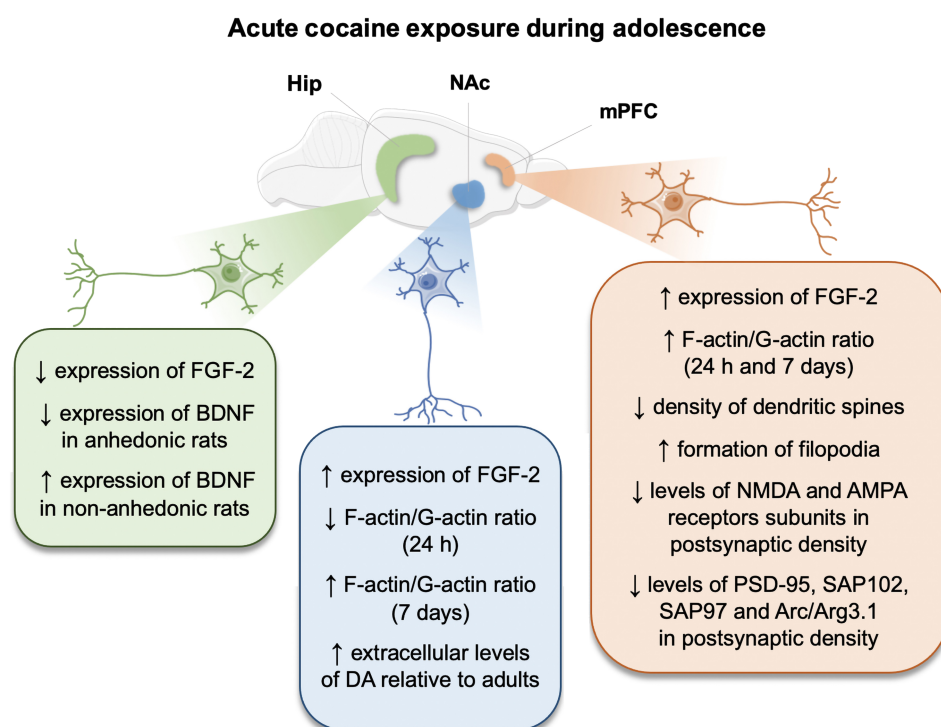 Acute cocaine exposure during adolescence
Hip
NAc
mPFC
↓ expression of FGF-2
↓ expression of BDNF
in anhedonic rats
↑ expression of BDNF
in non-anhedonic rats
↑ expression of FGF-2
↓ F-actin/G-actin ratio
(24 h)
↑ F-actin/G-actin ratio
(7 days)
↑ extracellular levels
of DA relative to adults
↑ expression of FGF-2
↑ F-actin/G-actin ratio
(24 h and 7 days)
↓ density of dendritic spines
↑ formation of filopodia
↓ levels of NMDA and AMPA
receptors subunits in
postsynaptic density
↓ levels of PSD-95, SAP102,
SAP97 and Arc/Arg3.1
in postsynaptic density